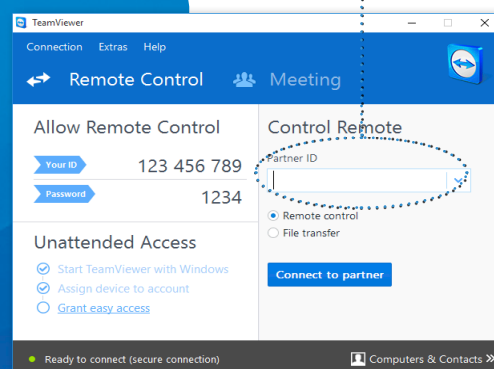 TeamViewer
Connection Extras Help
Remote Control Meeting
Allow Remote Control
Your ID 123 456 789
Password 1234
Unattended Access
Start TeamViewer with Windows
Assign device to account
Grant easy access
Control Remote
Partner ID
Remote control
File transfer
Connect to partner
Ready to connect (secure connection)
Computers & Contacts